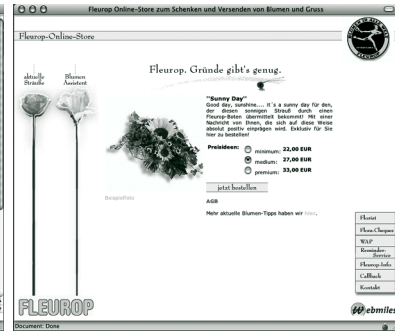 Fleurop Online-Store zum Schenken und Versenden von Blumen und Gruss
Fleurop-Online-Store
aktuelle
Sträuße
Blumen
Assistent
Fleurop. Gründe gibt's genug.
"Sunny Day"
Good day, sunshine.... it´s a sunny day für den,
der diesen sonnigen Strauß durch einen
Fleurop-Boten übermittelt bekommt! Mit einer
Nachricht von Ihnen, die sich auf diese Weise
absolut positiv einprägen wird. Exklusiv für Sie
hier zu bestellen!
Preisideen:
minimum: 22,00 EUR
medium: 27,00 EUR
premium: 33,00 EUR
jetzt bestellen
Beispielfoto
AGB
Mehr aktuelle Blumen-Tipps haben wir hier.
Florist
Flora-Cheque
WAP
Reminder-
Service
Fleurop-Info
CallBack
Kontakt
FLEUROP
webmiles
Document: Done